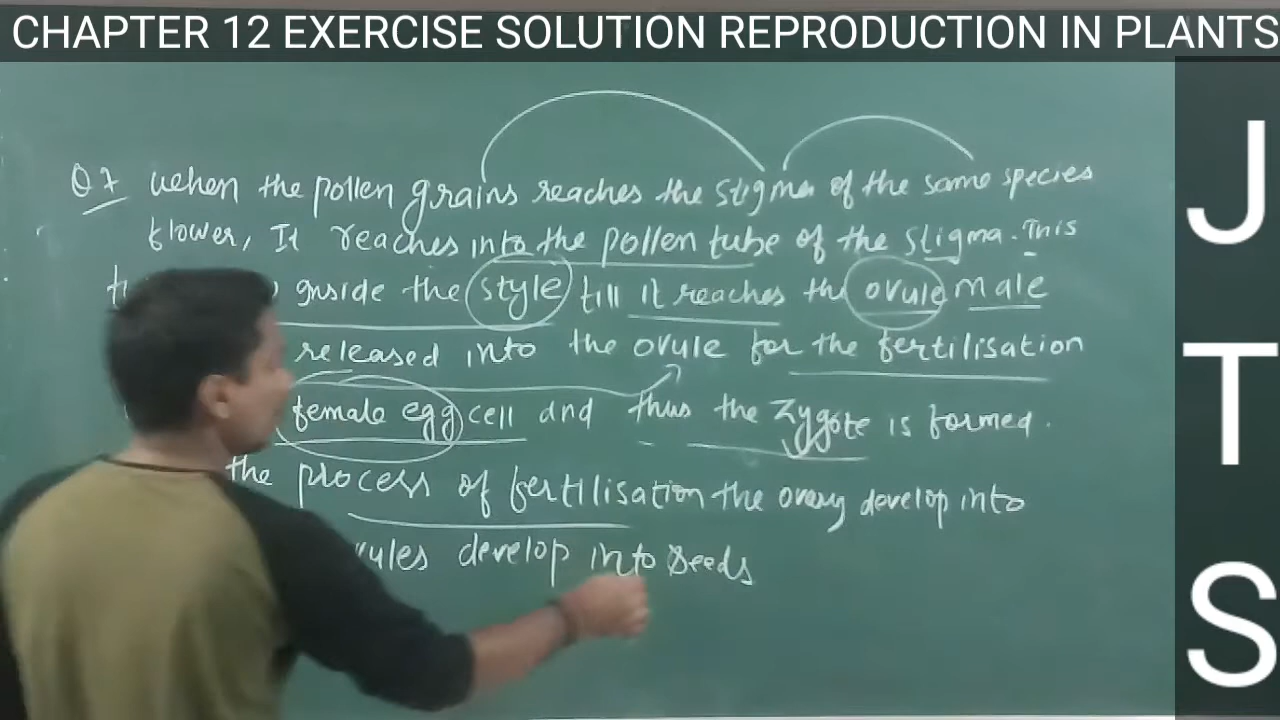 CHAPTER 12 EXERCISE SOLUTION REPRODUCTION IN PLANTS
J T S
Q 7 when the pollen grains reaches the stigma of the same species
flower, It reaches into the pollen tube of the stigma. This
inside the style till it reaches the ovule male
released into the ovule for the fertilisation
female egg cell and thus the zygote is formed.
the process of fertilisation the ovary develop into
develop into seeds